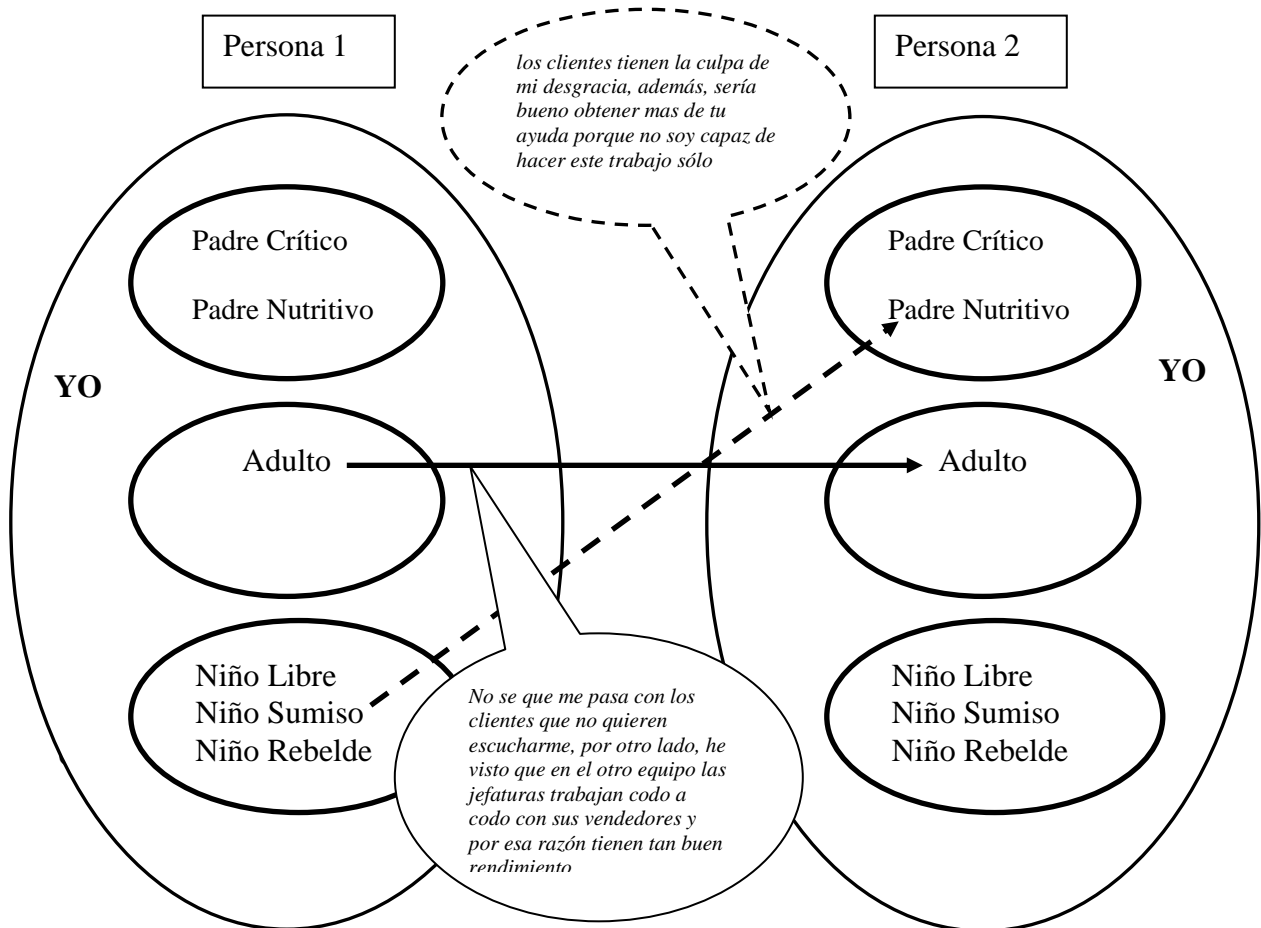 Persona 1
Persona 2
los clientes tienen la culpa de
mi desgracia, además, sería
bueno obtener mas de tu
ayuda porque no soy capaz de
hacer este trabajo sólo
Padre Crítico
Padre Nutritivo
YO
Adulto
Niño Libre
Niño Sumiso
Niño Rebelde
Padre Crítico
Padre Nutritivo
YO
Adulto
Niño Libre
Niño Sumiso
Niño Rebelde
No se que me pasa con los
clientes que no quieren
escucharme, por otro lado, he
visto que en el otro equipo las
jefaturas trabajan codo a
codo con sus vendedores y
por esa razón tienen tan buen
rendimiento